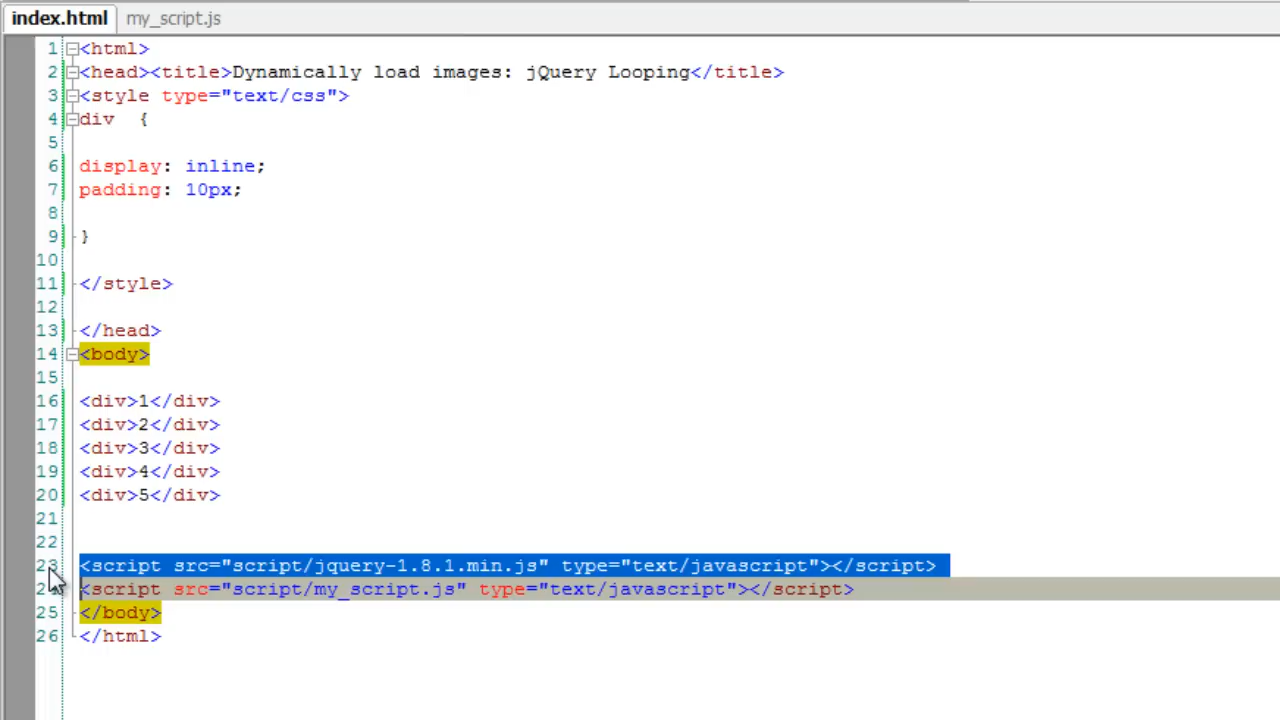 index.html my_script.js
1 <html>
2 <head><title>Dynamically load images: jQuery Looping</title>
3 <style type="text/css">
4 div {
5
6 display: inline;
7 padding: 10px;
8
9 }
10
11 </style>
12
13 </head>
14 <body>
15
16 <div>1</div>
17 <div>2</div>
18 <div>3</div>
19 <div>4</div>
20 <div>5</div>
21
22
23 <script src="script/jquery-1.8.1.min.js" type="text/javascript"></script>
<script src="script/my_script.js" type="text/javascript"></script>
25 </body>
26 </html>